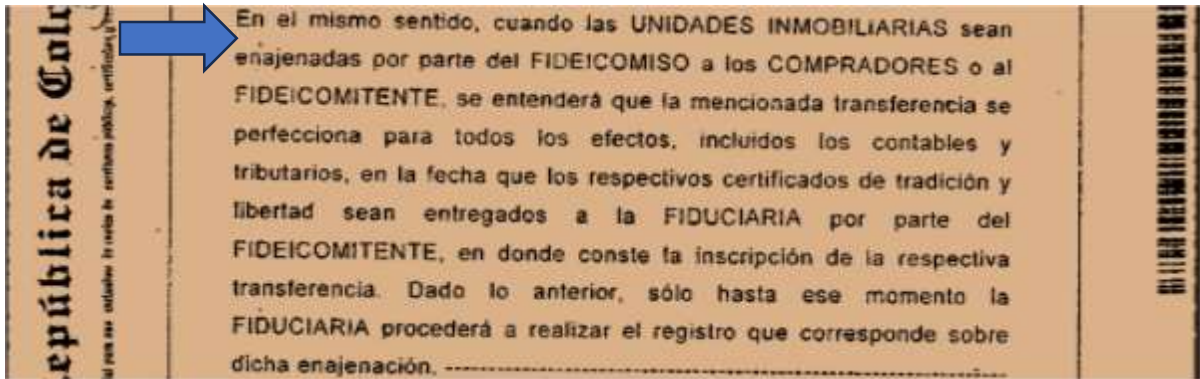 En el mismo sentido, cuando las UNIDADES INMOBILIARIAS sean
enajenadas por parte del FIDEICOMISO a los COMPRADORES o al
FIDEICOMITENTE, se entenderá que la mencionada transferencia se
perfecciona para todos los efectos, incluidos los contables y
tributarios, en la fecha que los respectivos certificados de tradición y
libertad sean entregados a la FIDUCIARIA por parte del
FIDEICOMITENTE, en donde conste la inscripción de la respectiva
transferencia. Dado lo anterior, sólo hasta ese momento la
FIDUCIARIA procederá a realizar el registro que corresponde sobre
dicha enajenación. ----------
epública de Col